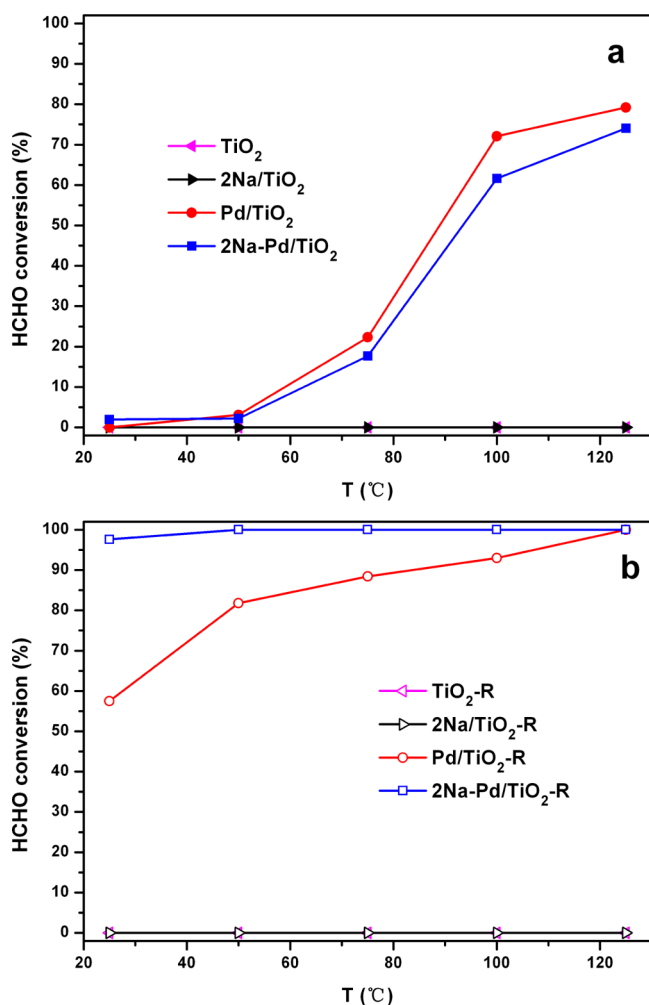 a
100
90
80
70
60
50
40
30
20
10
0
HCHO conversion (%)
TiO₂
2Na/TiO₂
Pd/TiO₂
2Na-Pd/TiO₂
20 40 60 80 100 120
T (℃)
b
100
90
80
70
60
50
40
30
20
10
0
HCHO conversion (%)
TiO₂-R
2Na/TiO₂-R
Pd/TiO₂-R
2Na-Pd/TiO₂-R
20 40 60 80 100 120
T (℃)